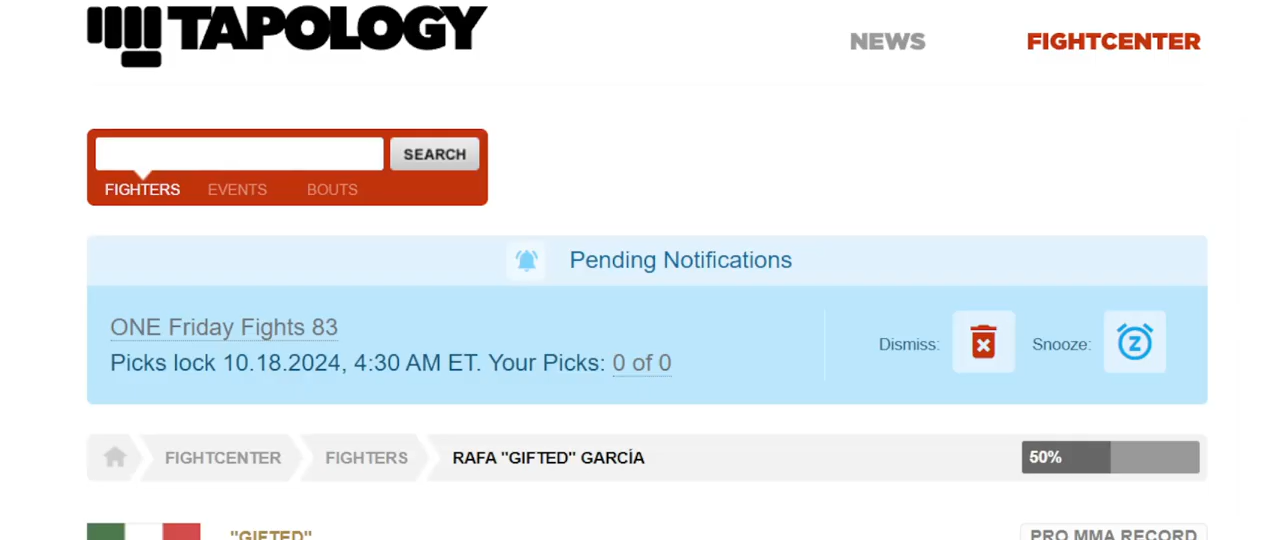 TAPOLOGY
NEWS
FIGHTCENTER
SEARCH
FIGHTERS EVENTS BOUTS
Pending Notifications
ONE Friday Fights 83
Picks lock 10.18.2024, 4:30 AM ET. Your Picks: 0 of 0
Dismiss:
Snooze:
Z
FIGHTCENTER FIGHTERS RAFA "GIFTED" GARCÍA
50%
"GIFTED"
PRO MMA RECORD